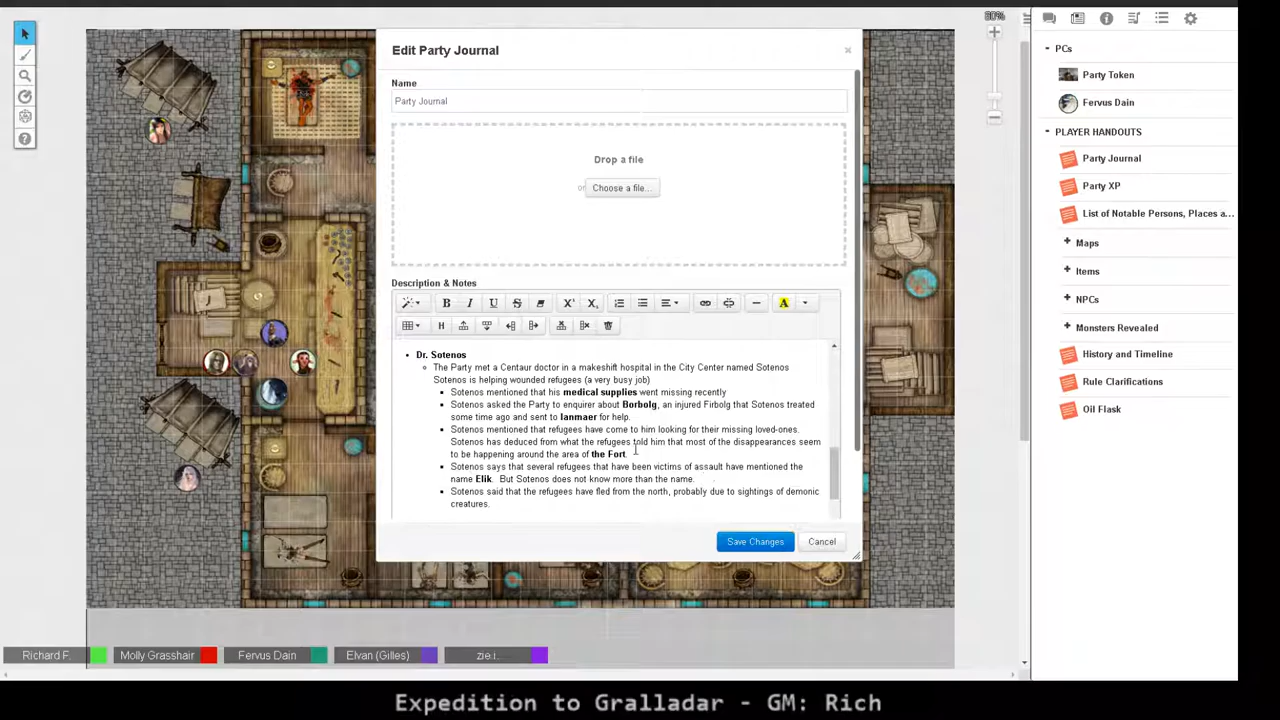 80%
Edit Party Journal
×
Name
Party Journal
Drop a file
or Choose a file...
Description & Notes
B I U S X¹ X₁ A
H
• Dr. Sotenos
The Party met a Centaur doctor in a makeshift hospital in the City Center named Sotenos
Sotenos is helping wounded refugees (a very busy job)
Sotenos mentioned that his medical supplies went missing recently
Sotenos asked the Party to enquirer about Borbolg, an injured Firbolg that Sotenos treated
some time ago and sent to Ianmaer for help.
Sotenos mentioned that refugees have come to him looking for their missing loved-ones.
Sotenos has deduced from what the refugees told him that most of the disappearances seem
to be happening around the area of the Fort.
Sotenos says that several refugees that have been victims of assault have mentioned the
name Elik. But Sotenos does not know more than the name.
Sotenos said that the refugees have fled from the north, probably due to sightings of demonic
creatures.
Save Changes
Cancel
PCs
Party Token
Fervus Dain
PLAYER HANDOUTS
Party Journal
Party XP
List of Notable Persons, Places a...
Maps
Items
NPCs
Monsters Revealed
History and Timeline
Rule Clarifications
Oil Flask
Richard F.
Molly Grasshair
Fervus Dain
Elvan (Gilles)
Expedition to Gralladar - GM: Rich